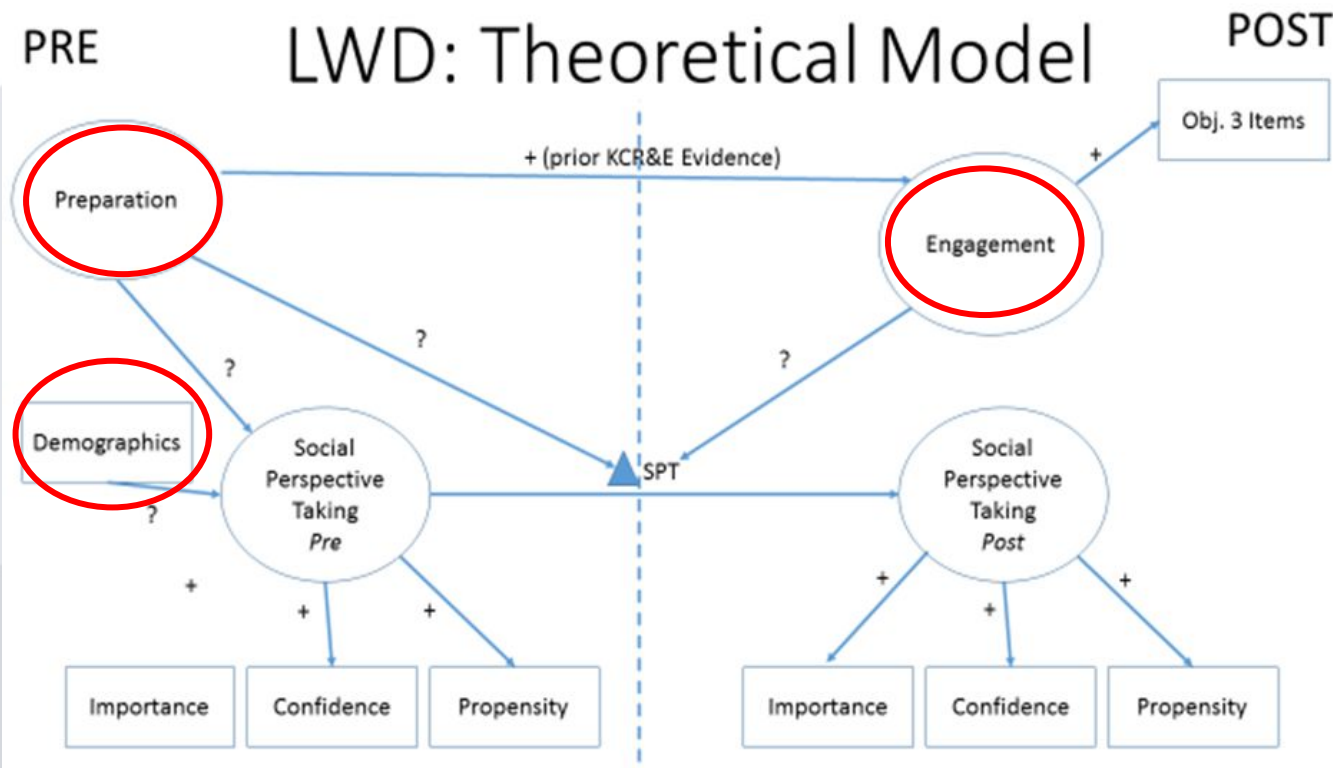 PRE
LWD: Theoretical Model
POST
Obj. 3 Items
+
+ (prior KCR&E Evidence)
Preparation
Engagement
?
?
?
Demographics
?
Social
Perspective
Taking
Pre
SPT
Social
Perspective
Taking
Post
+
+
+
+
+
+
Importance
Confidence
Propensity
Importance
Confidence
Propensity